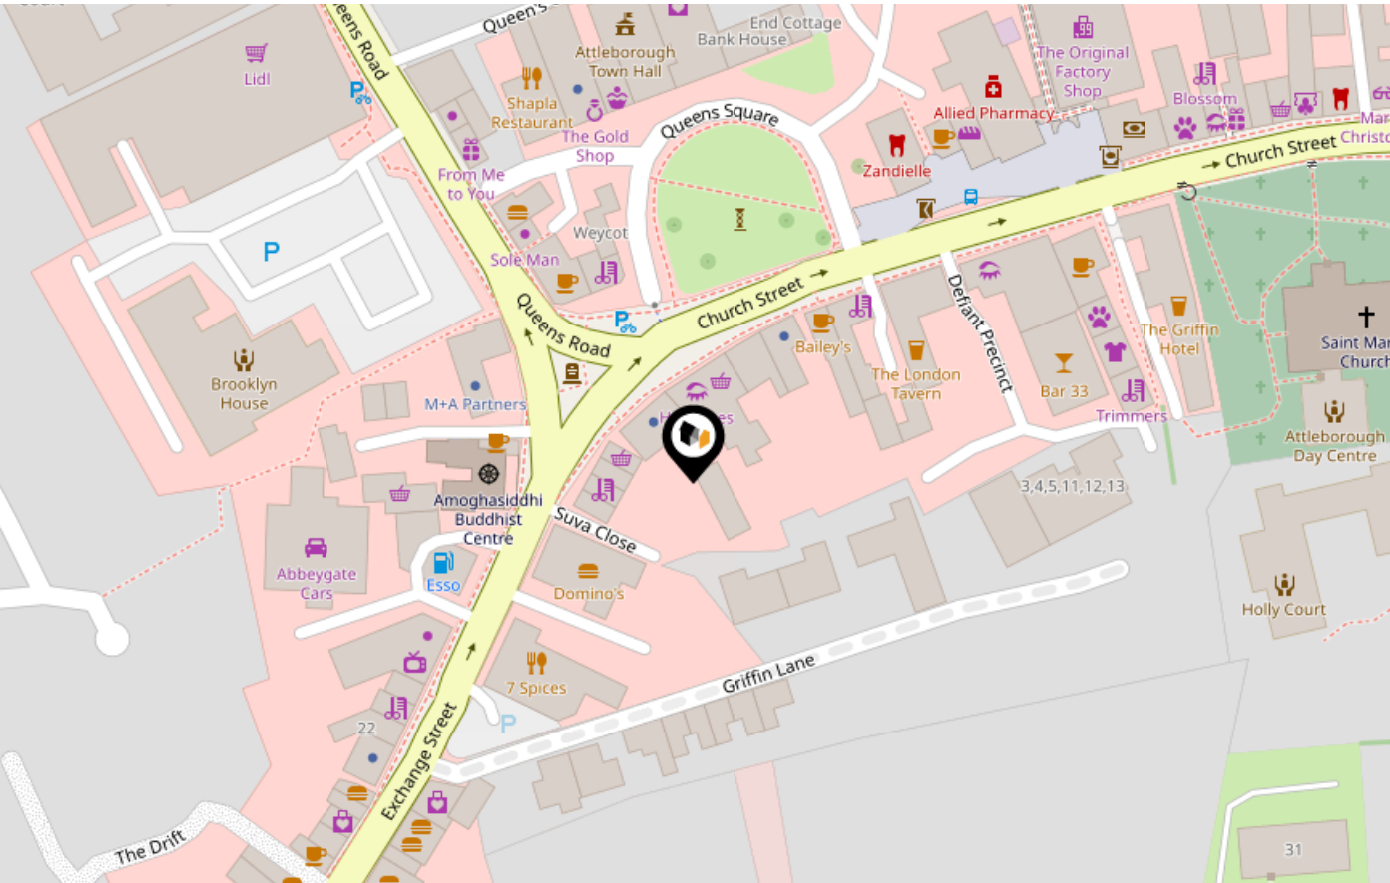 Court
Queens Road
Queen's
End Cottage
Bank House
Attleborough
Town Hall
The Original
Factory
Shop
Lidl
P
Shapla
Restaurant
Queens Square
Allied Pharmacy
Blossom
The Gold
Shop
Mar
Christo
Church Street
Zandielle
From Me
to You
Weycot
P
Sole Man
Church Street
Queens Road
Defiant Precinct
The Griffin
Hotel
Saint Mar
Church
Bailey's
The London
Tavern
Bar 33
Brooklyn
House
M+A Partners
Trimmers
Attleborough
Day Centre
Amoghasiddhi
Buddhist
Centre
3,4,5,11,12,13
Suva Close
Abbeygate
Cars
Esso
Domino's
Holly Court
7 Spices
Griffin Lane
P
22
Exchange Street
The Drift
31